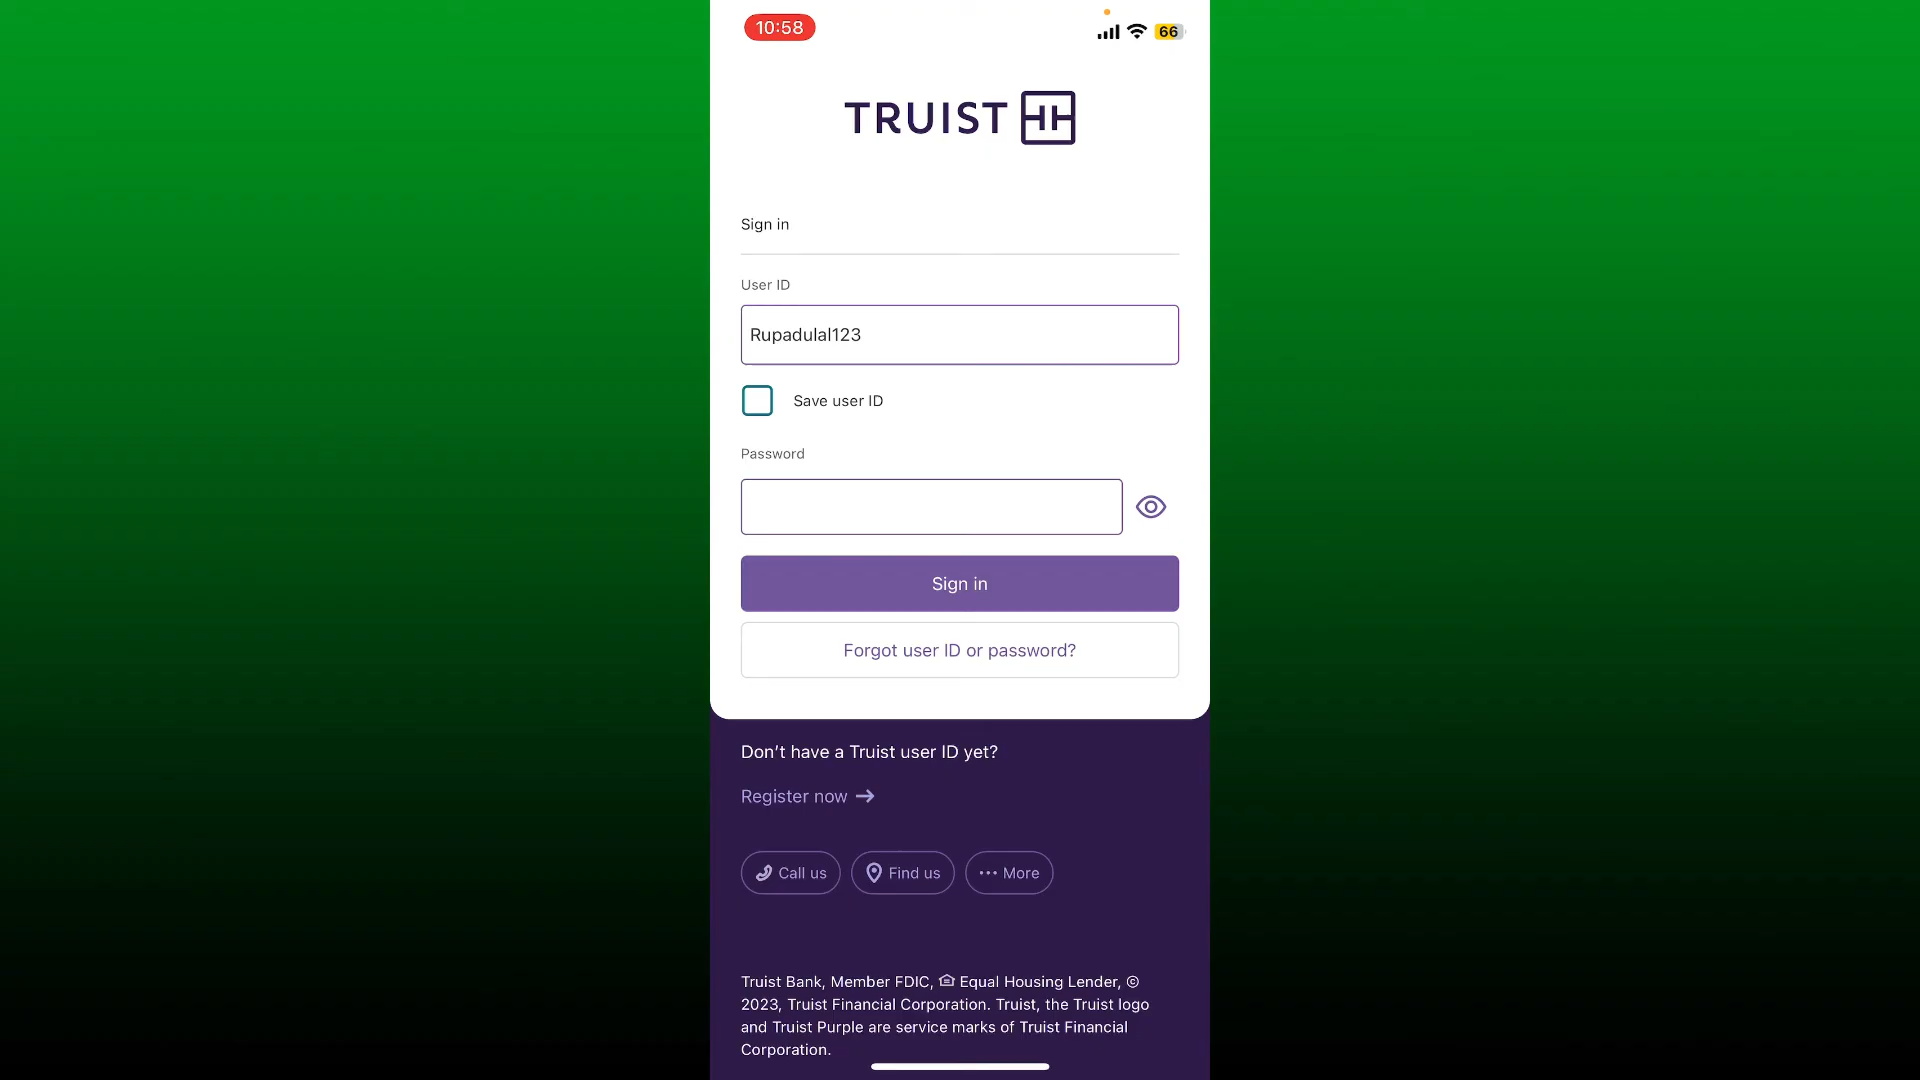 10:58
66
TRUIST
Sign in
User ID
Rupadulal123
Save user ID
Password
Sign in
Forgot user ID or password?
Don't have a Truist user ID yet?
Register now
Call us
Find us
More
Truist Bank, Member FDIC, Equal Housing Lender, ©
2023, Truist Financial Corporation. Truist, the Truist logo
and Truist Purple are service marks of Truist Financial
Corporation.